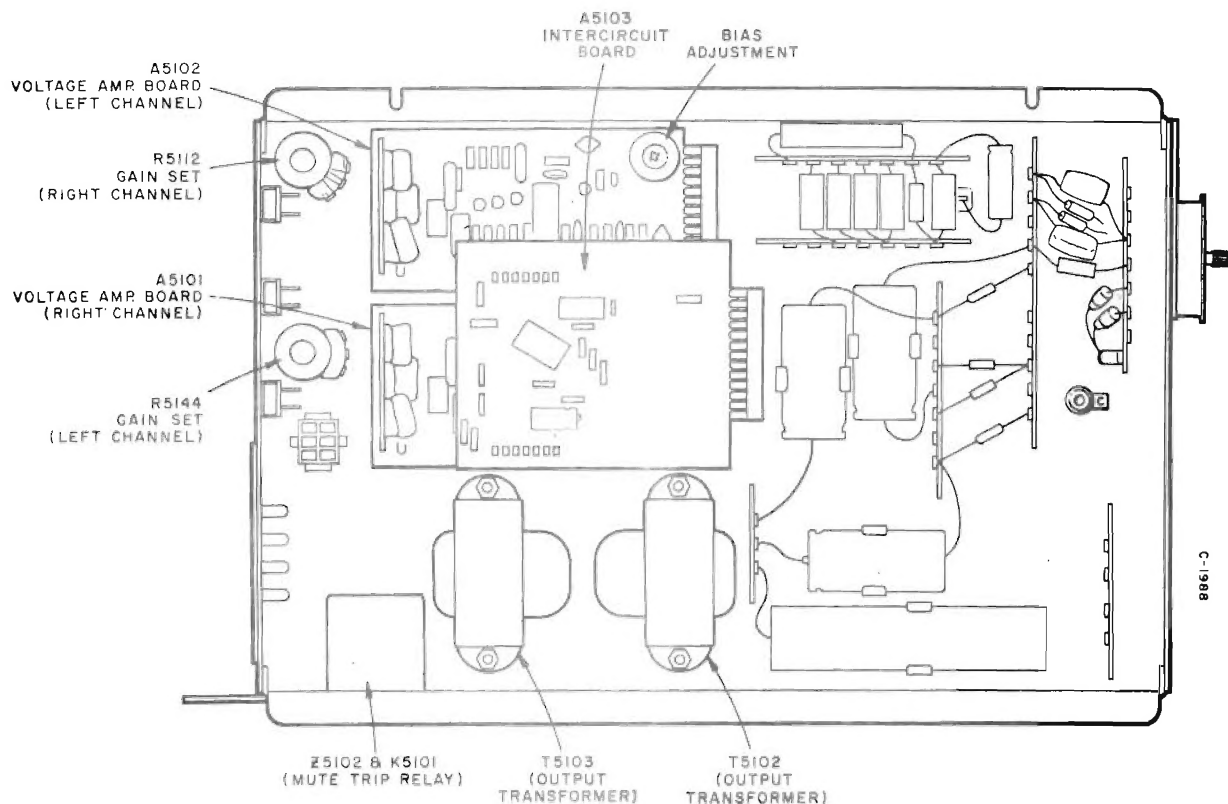 A5103
INTERCIRCUIT
BOARD
BIAS
ADJUSTMENT
A5102
VOLTAGE AMP. BOARD
(LEFT CHANNEL)
R5112
GAIN SET
(RIGHT CHANNEL)
A5101
VOLTAGE AMP. BOARD
(RIGHT CHANNEL)
R5144
GAIN SET
(LEFT CHANNEL)
C-1988
Z5102 & K5101
(MUTE TRIP RELAY)
T5103
(OUTPUT
TRANSFORMER)
T5102
(OUTPUT
TRANSFORMER)